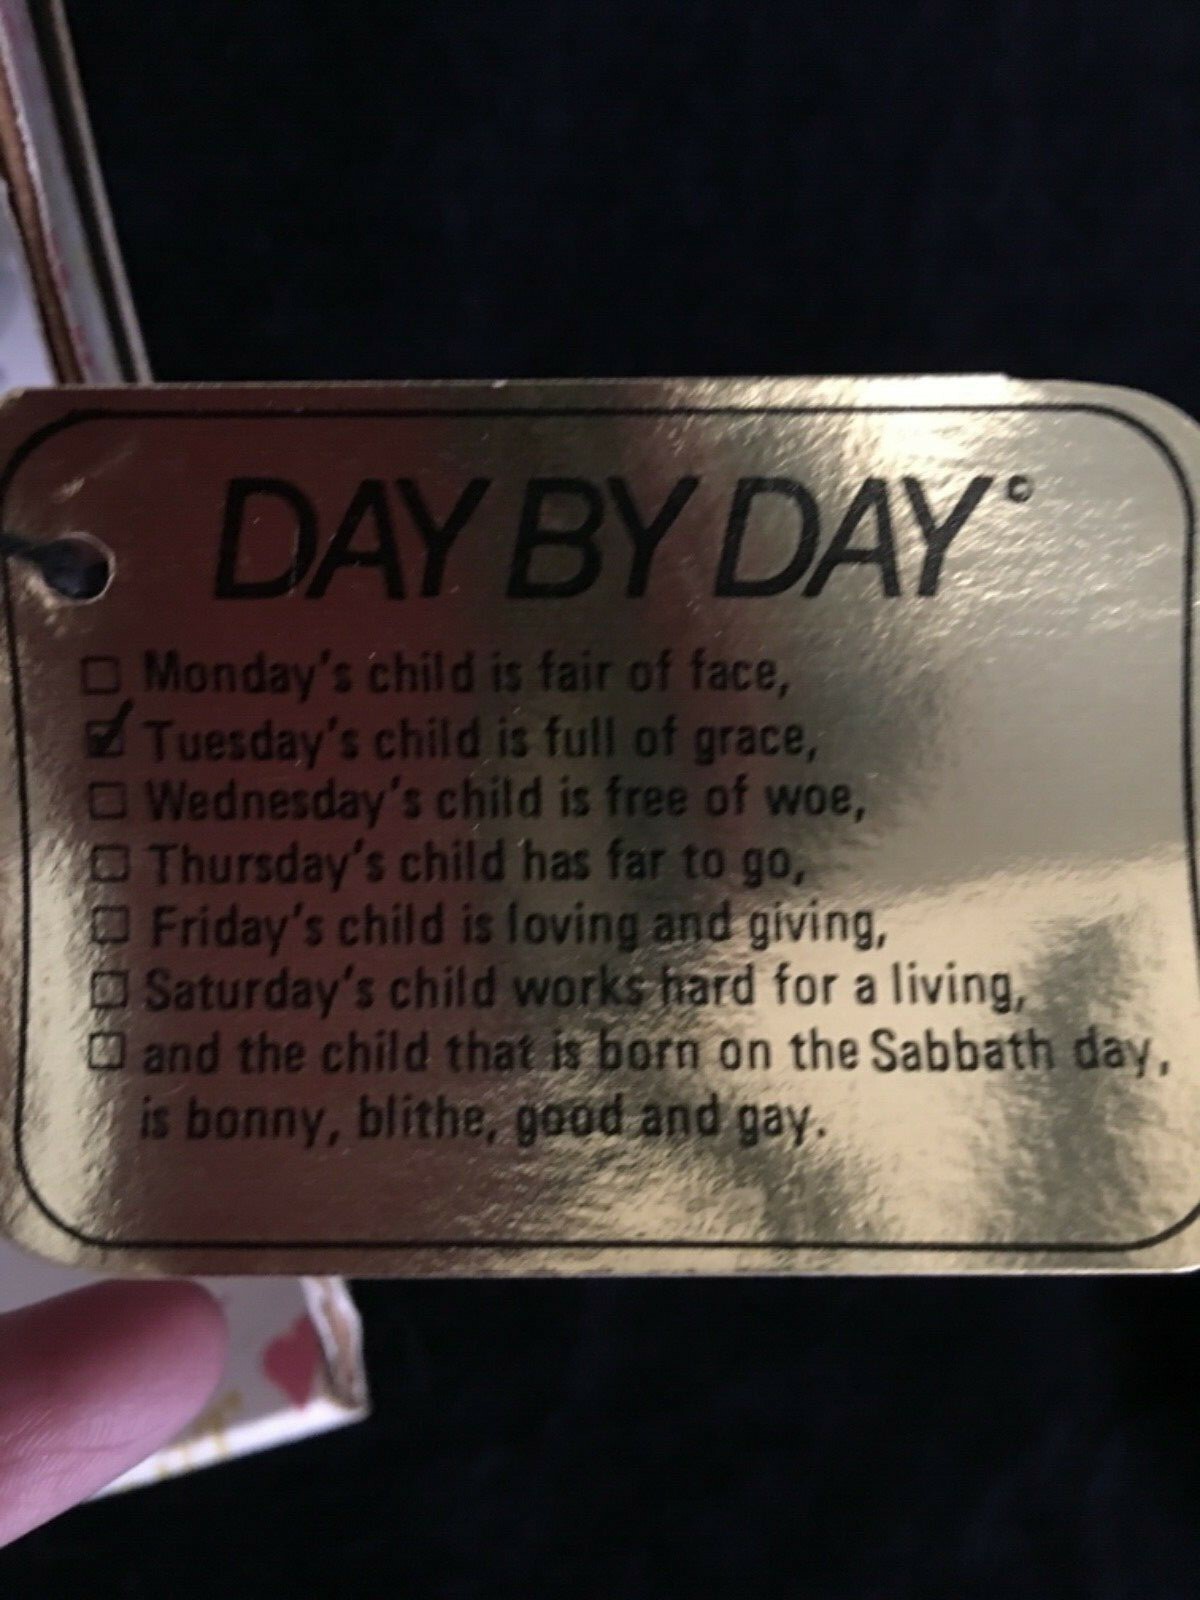 DAY BY DAY©
☐ Monday's child is fair of face,
☑ Tuesday's child is full of grace,
☐ Wednesday's child is free of woe,
☐ Thursday's child has far to go,
☐ Friday's child is loving and giving,
☐ Saturday's child works hard for a living,
☐ and the child that is born on the Sabbath day,
is bonny, blithe, good and gay.